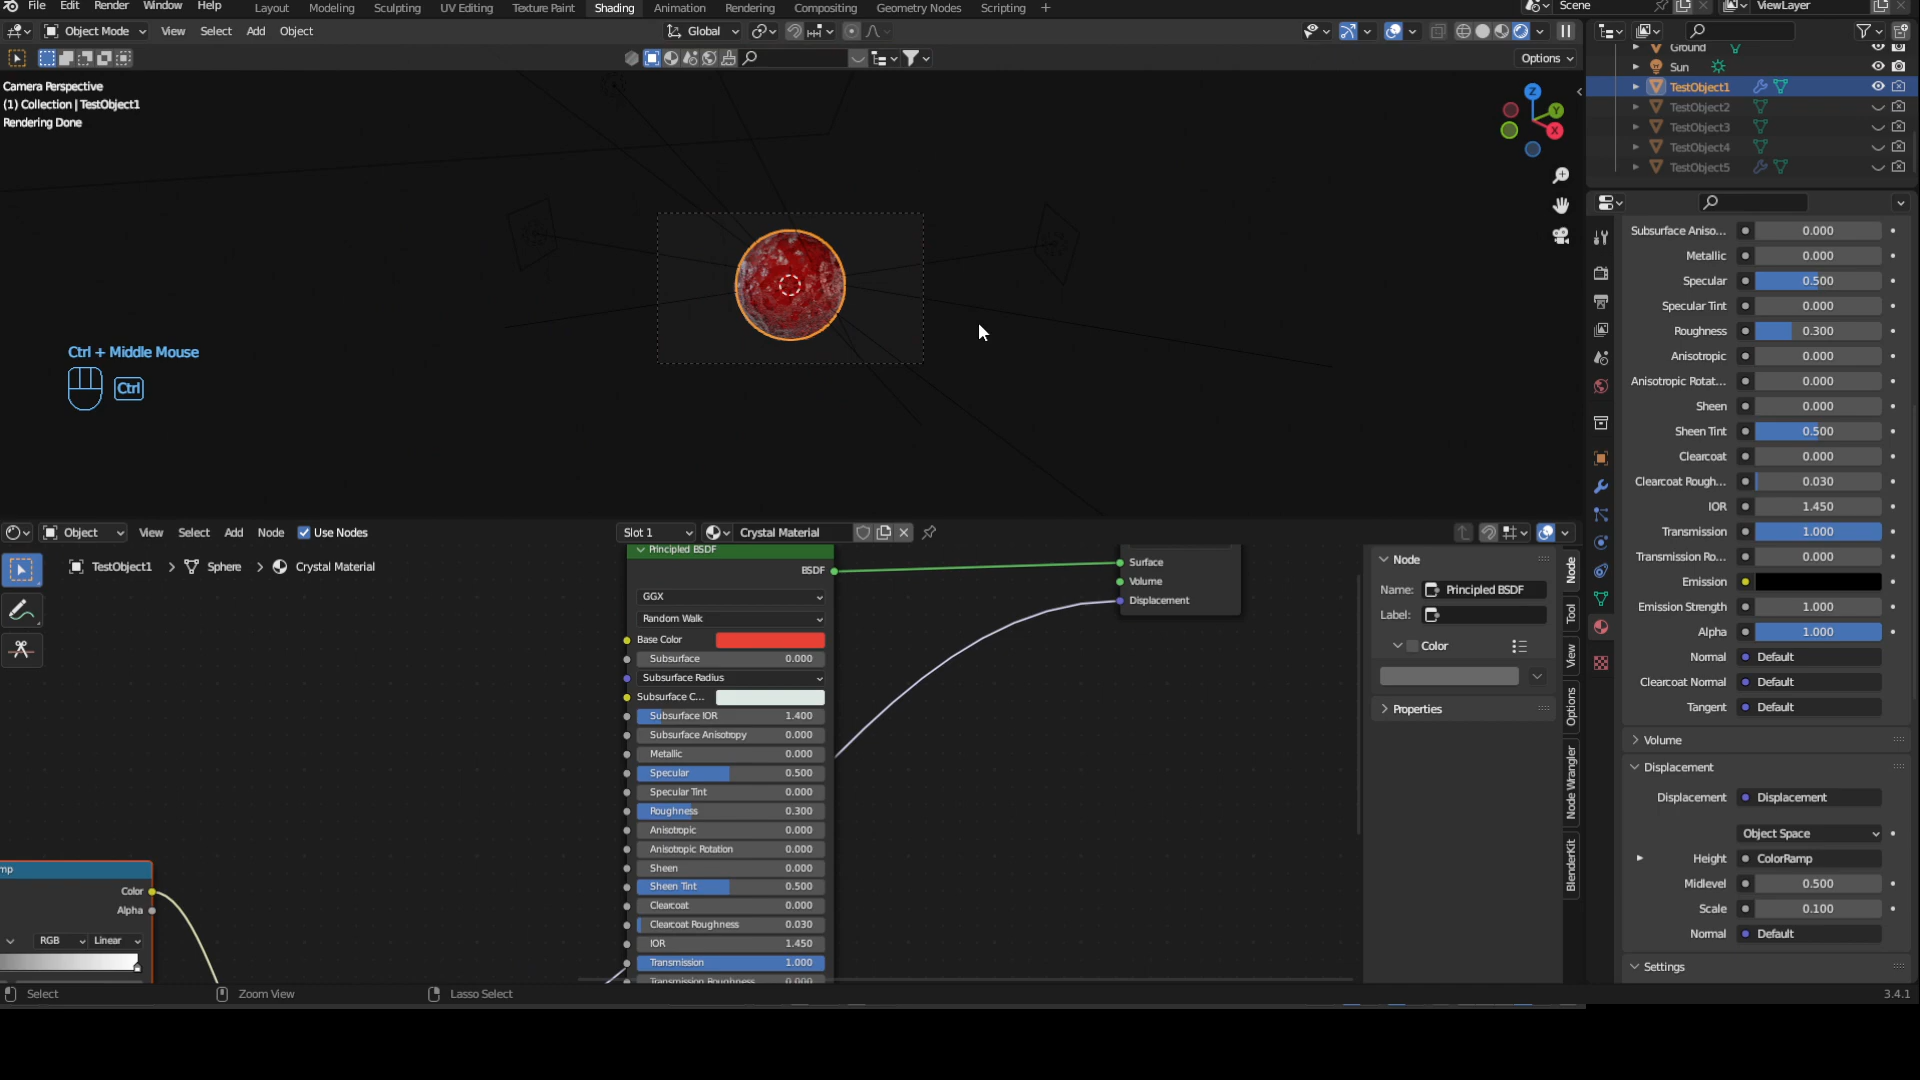 File Edit Render Window Help Layout Modeling Sculpting UV Editing Texture Paint Shading Animation Rendering Compositing Geometry Nodes Scripting + Scene ViewLayer
Object Mode View Select Add Object Global
Options
Camera Perspective
(1) Collection | TestObject1
Rendering Done
Z
Y
X
Ctrl + Middle Mouse
Ctrl
Ground
Sun
TestObject1
TestObject2
TestObject3
TestObject4
TestObject5
Subsurface Aniso... 0.000
Metallic 0.000
Specular 0.500
Specular Tint 0.000
Roughness 0.300
Anisotropic 0.000
Anisotropic Rotat... 0.000
Sheen 0.000
Sheen Tint 0.500
Clearcoat 0.000
Clearcoat Rough... 0.030
IOR 1.450
Transmission 1.000
Transmission Ro... 0.000
Emission
Emission Strength 1.000
Alpha 1.000
Normal Default
Clearcoat Normal Default
Tangent Default
Volume
Displacement
Displacement Displacement
Object Space
Height ColorRamp
Midlevel 0.500
Scale 0.100
Normal Default
Settings
Object View Select Add Node Use Nodes Slot 1 Crystal Material
TestObject1 > Sphere > Crystal Material
Principled BSDF
BSDF
GGX
Random Walk
Base Color
Subsurface 0.000
Subsurface Radius
Subsurface C...
Subsurface IOR 1.400
Subsurface Anisotropy 0.000
Metallic 0.000
Specular 0.500
Specular Tint 0.000
Roughness 0.300
Anisotropic 0.000
Anisotropic Rotation 0.000
Sheen 0.000
Sheen Tint 0.500
Clearcoat 0.000
Clearcoat Roughness 0.030
IOR 1.450
Transmission 1.000
Transmission Roughness 0.000
Surface
Volume
Displacement
mp
Color
Alpha
RGB Linear
Node
Name: Principled BSDF
Label:
Color
Properties
Node
Tool
View
Options
Node Wrangler
BlenderKit
Select Zoom View Lasso Select 3.4.1